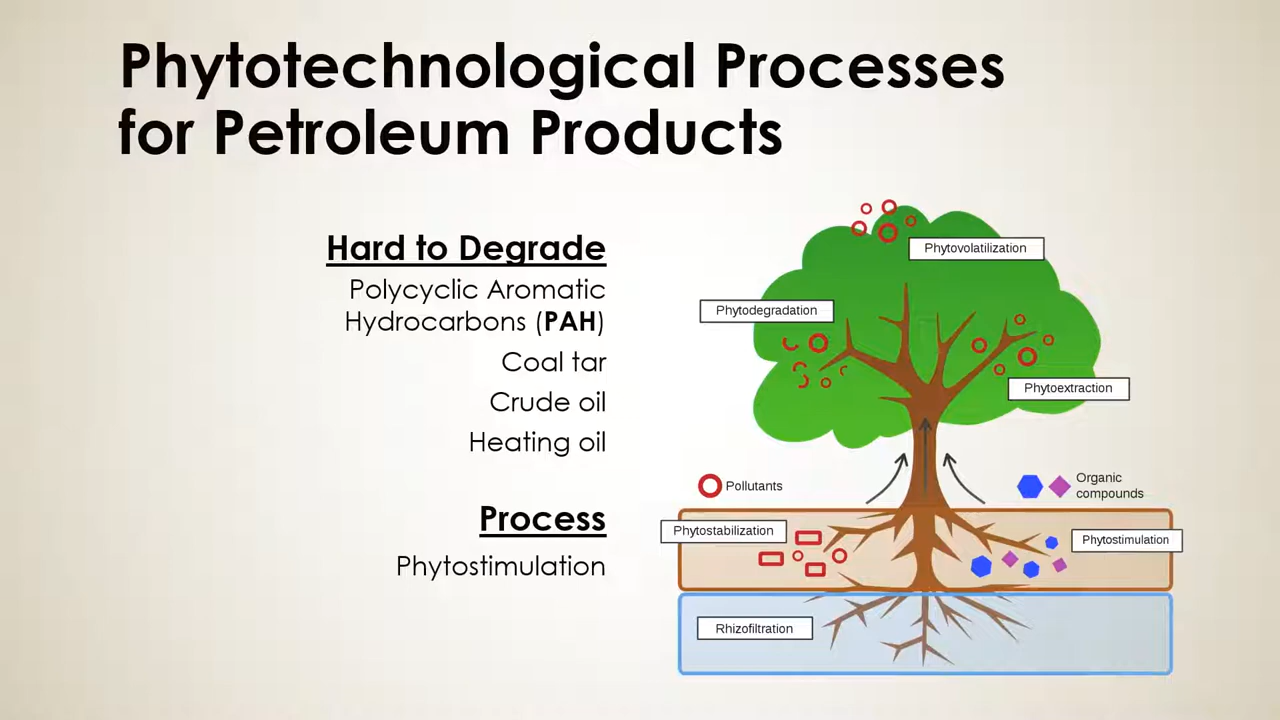 Phytotechnological Processes
for Petroleum Products
Hard to Degrade
Polycyclic Aromatic
Hydrocarbons (PAH)
Coal tar
Crude oil
Heating oil
Process
Phytostimulation
Phytovolatilization
Phytodegradation
Phytoextraction
Pollutants
Organic
compounds
Phytostabilization
Phytostimulation
Rhizofiltration